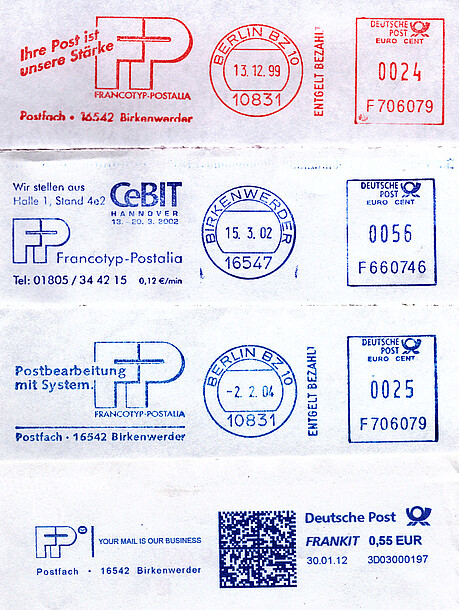 Ihre Post ist
unsere Stärke
FP
FRANCOTYP-POSTALIA
Postfach • 16542 Birkenwerder
BERLIN BZ 10
13.12.99
10831
ENTGELT BEZAHLT
DEUTSCHE
POST
EURO CENT
0024
F706079
Wir stellen aus
Halle 1, Stand 4e2
CeBIT
HANNOVER
13. - 20. 3. 2002
FP
Francotyp-Postalia
Tel: 01805 / 34 42 15 0,12 €/min
BIRKENWERDER
15. 3. 02
16547
DEUTSCHE
POST
EURO CENT
0056
F660746
Postbearbeitung
mit System.
FP
FRANCOTYP-POSTALIA
Postfach • 16542 Birkenwerder
BERLIN BZ 10
-2. 2. 04
10831
ENTGELT BEZAHLT
DEUTSCHE
POST
EURO CENT
0025
F706079
FP
YOUR MAIL IS OUR BUSINESS
Postfach • 16542 Birkenwerder
Deutsche Post
FRANKIT 0,55 EUR
30.01.12 3D03000197